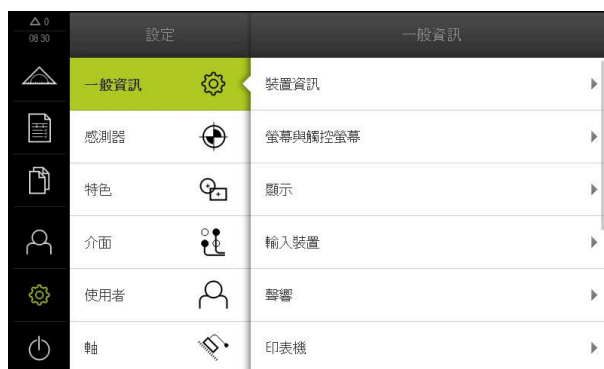 △ 0
08:30
設定
一般資訊
一般資訊
感測器
特色
介面
使用者
軸
裝置資訊
螢幕與觸控螢幕
顯示
輸入裝置
聲響
印表機